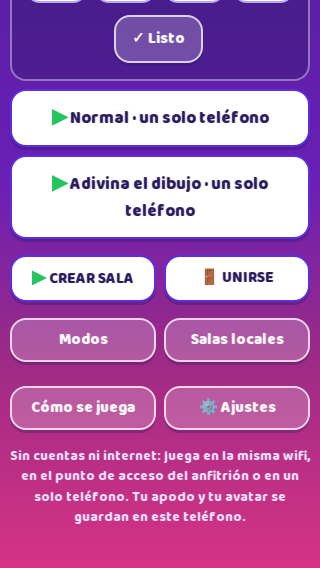 ✓ Listo
Normal · un solo teléfono
Adivina el dibujo · un solo
teléfono
CREAR SALA
UNIRSE
Modos
Salas locales
Cómo se juega
Ajustes
Sin cuentas ni internet: juega en la misma wifi,
en el punto de acceso del anfitrión o en un
solo teléfono. Tu apodo y tu avatar se
guardan en este teléfono.